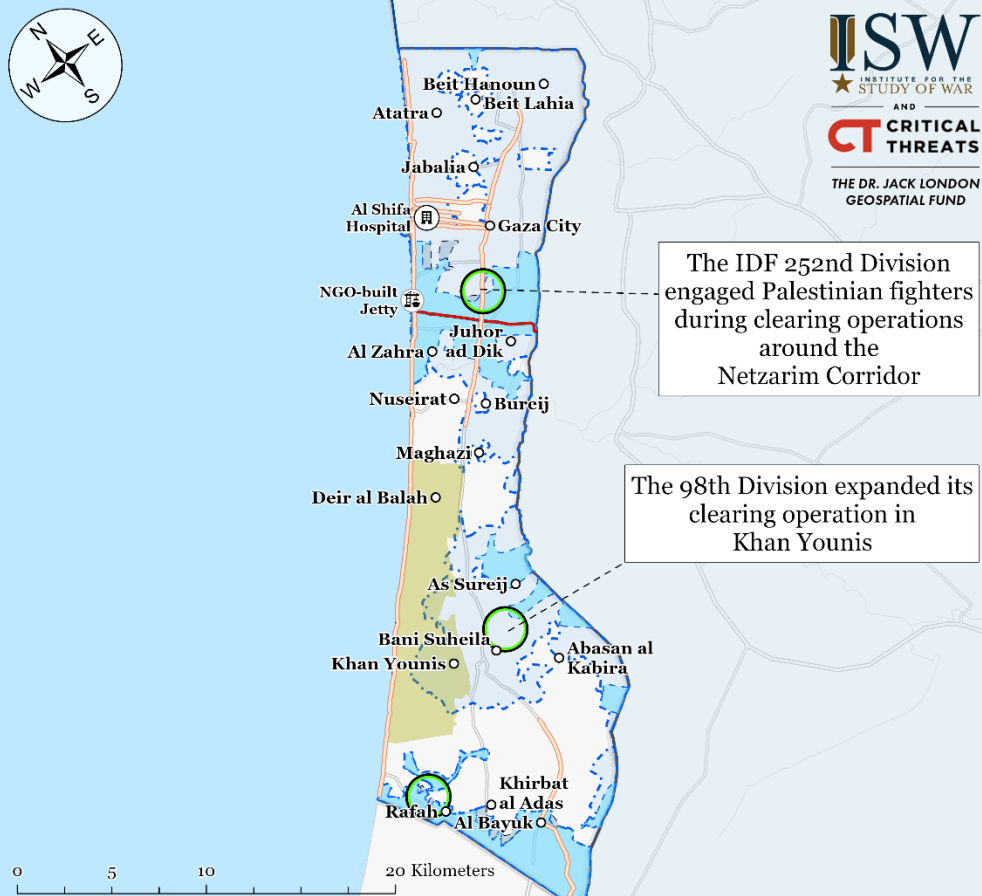 N
E
W
S
ISW
INSTITUTE FOR THE
STUDY OF WAR
AND
CT CRITICAL
THREATS
THE DR. JACK LONDON
GEOSPATIAL FUND
Beit Hanoun
Beit Lahia
Atatra
Jabalia
Al Shifa
Hospital
Gaza City
The IDF 252nd Division
engaged Palestinian fighters
during clearing operations
around the
Netzarim Corridor
NGO-built
Jetty
Juhor
ad Dik
Al Zahra
Nuseirat
Bureij
Maghazi
Deir al Balah
The 98th Division expanded its
clearing operation in
Khan Younis
As Sureij
Bani Suheila
Abasan al
Kabira
Khan Younis
Khirbat
al Adas
Rafah
Al Bayuk
0 5 10 20 Kilometers